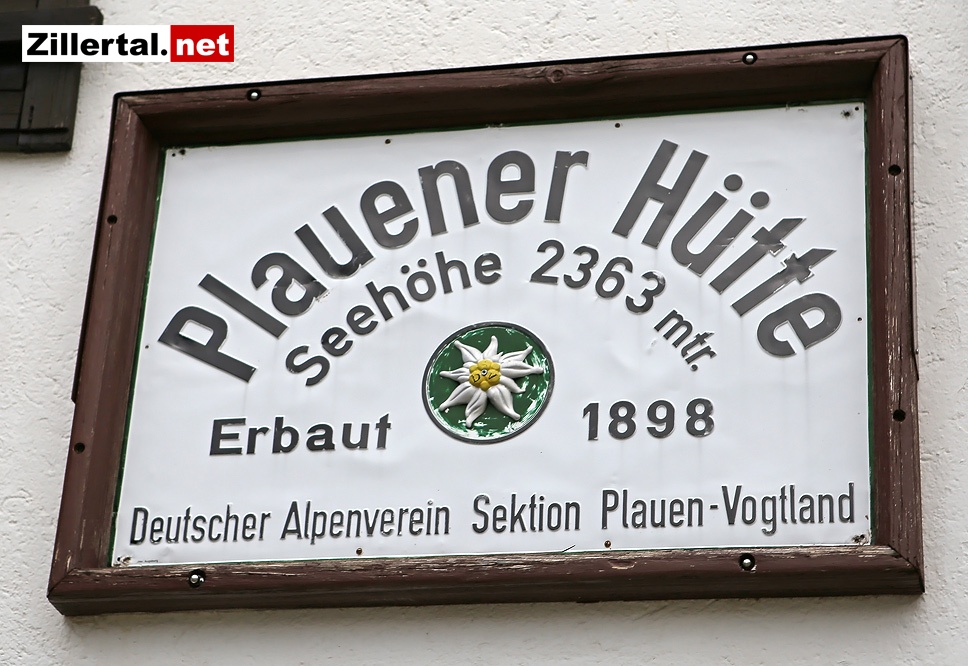 Zillertal.net
Plauener Hütte
Seehöhe 2363 mtr.
Erbaut 1898
Deutscher Alpenverein Sektion Plauen-Vogtland